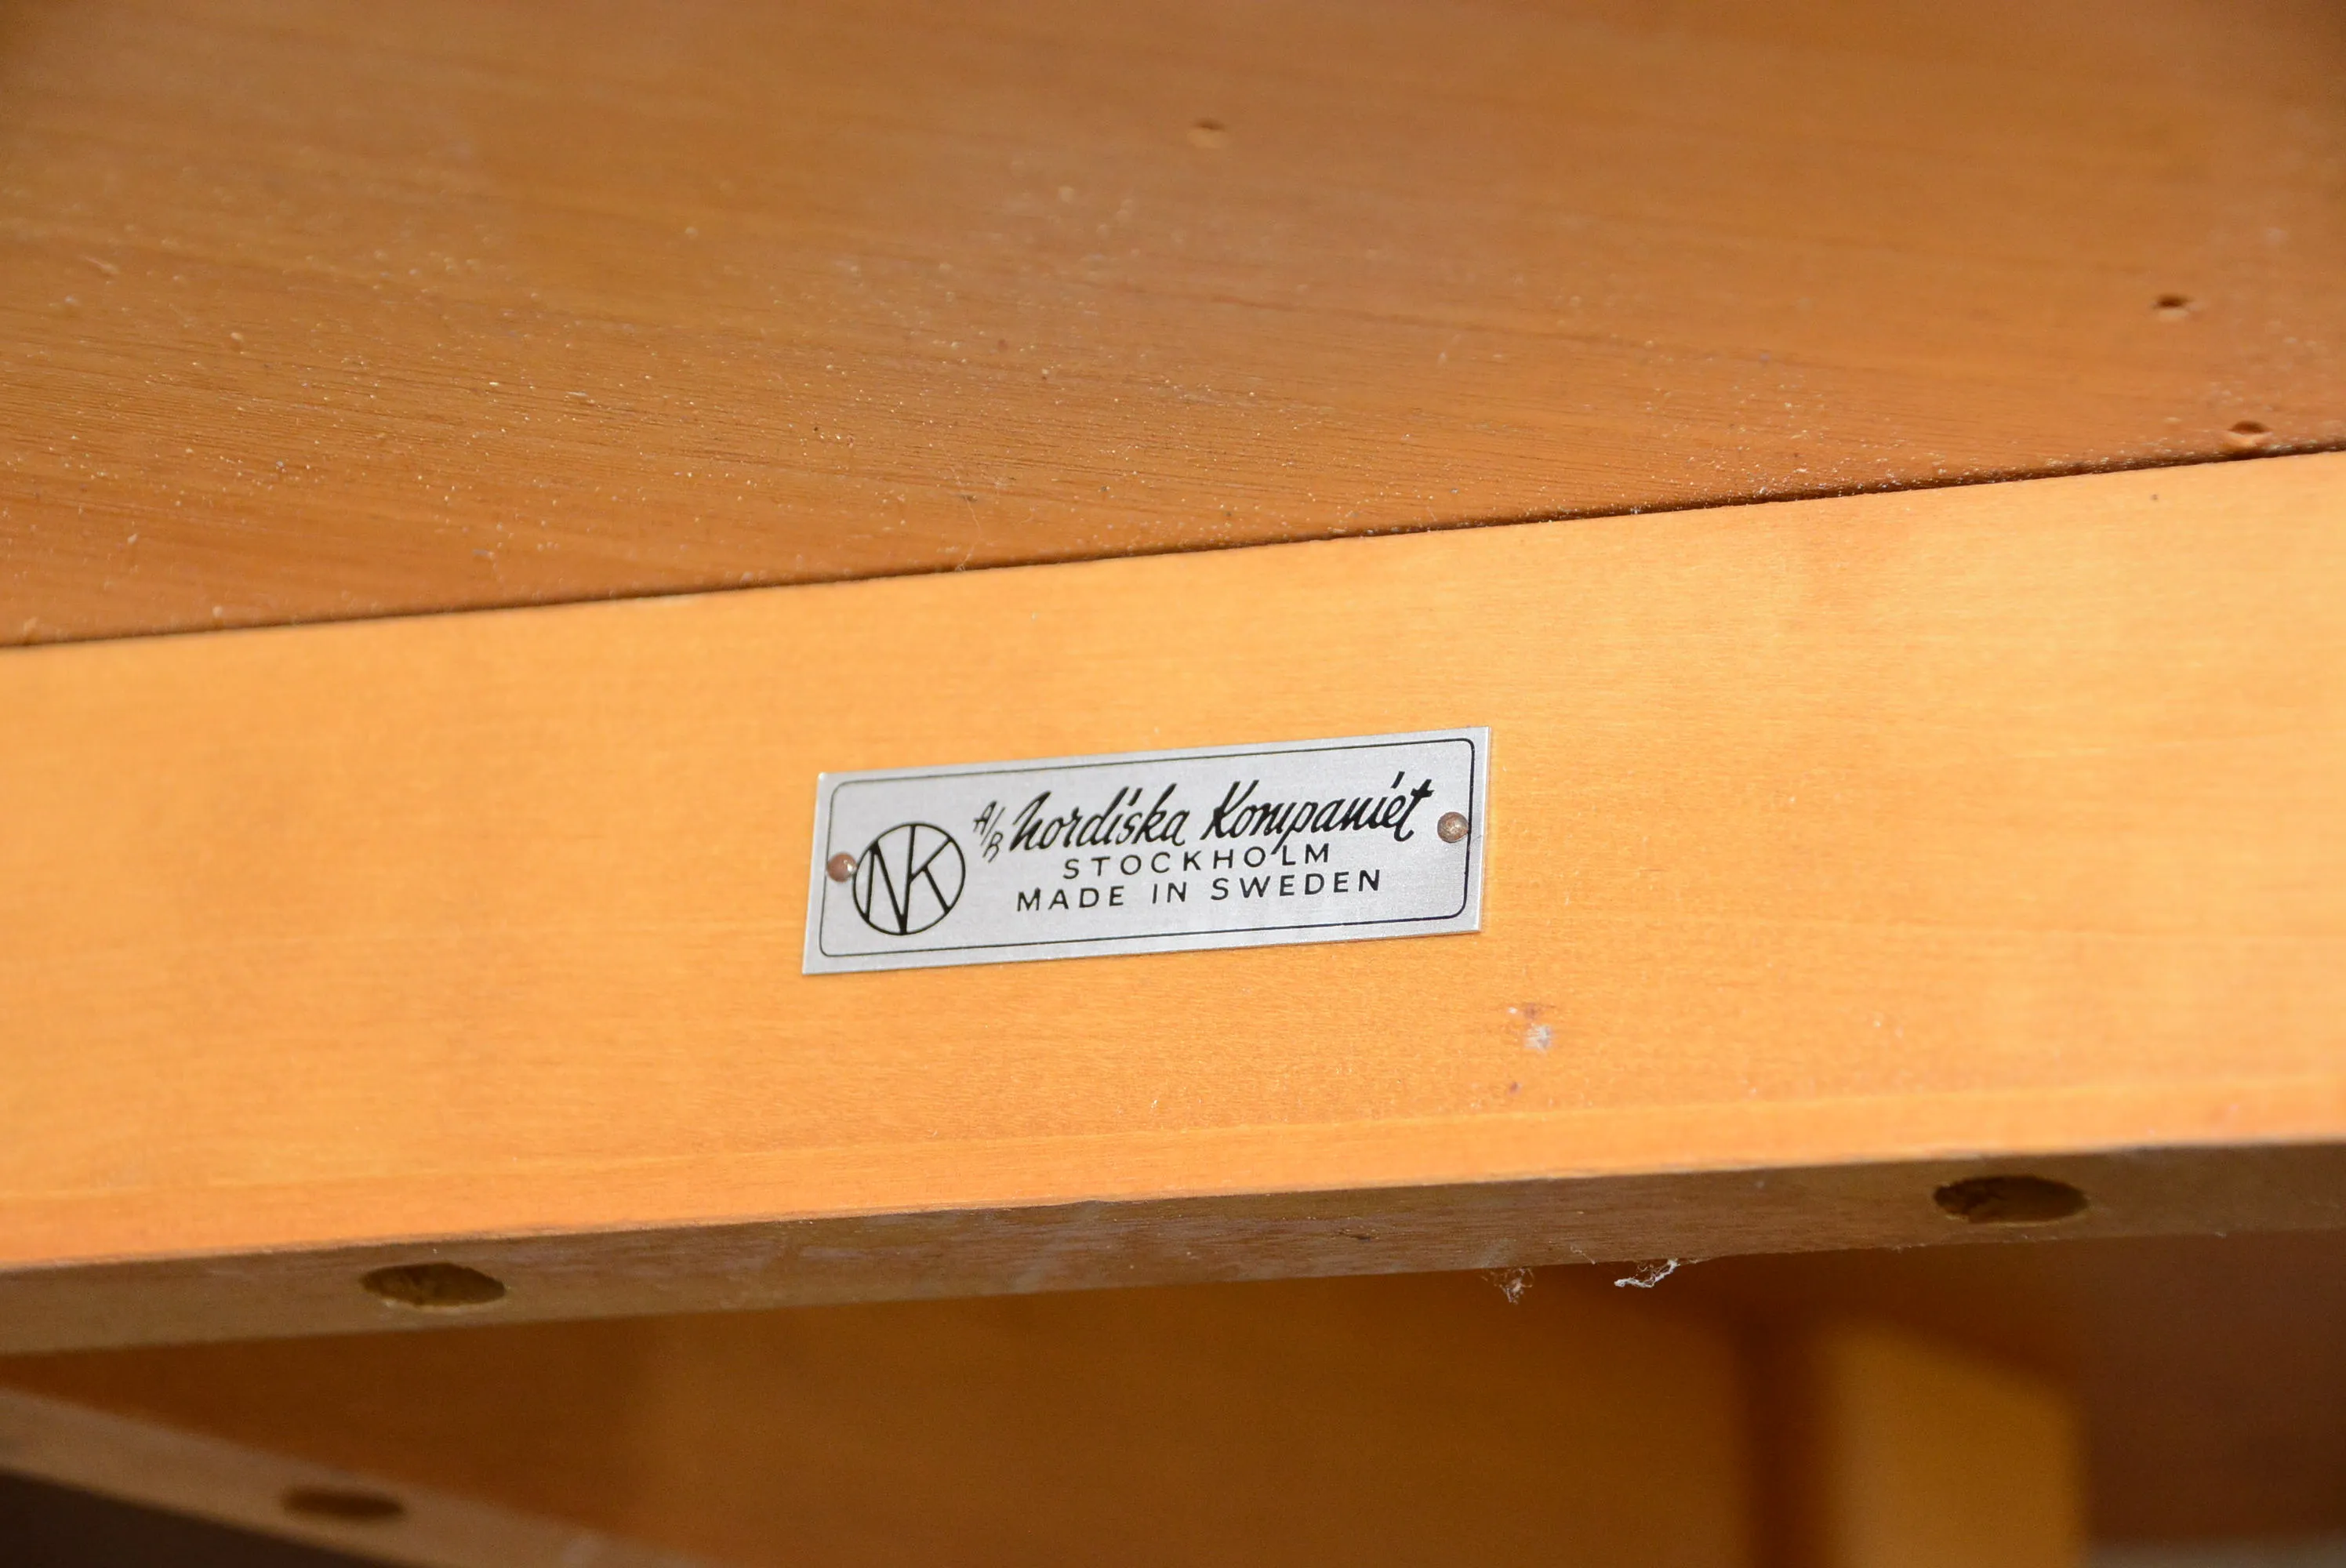 NK
A/B Nordiska Kompaniet
STOCKHOLM
MADE IN SWEDEN